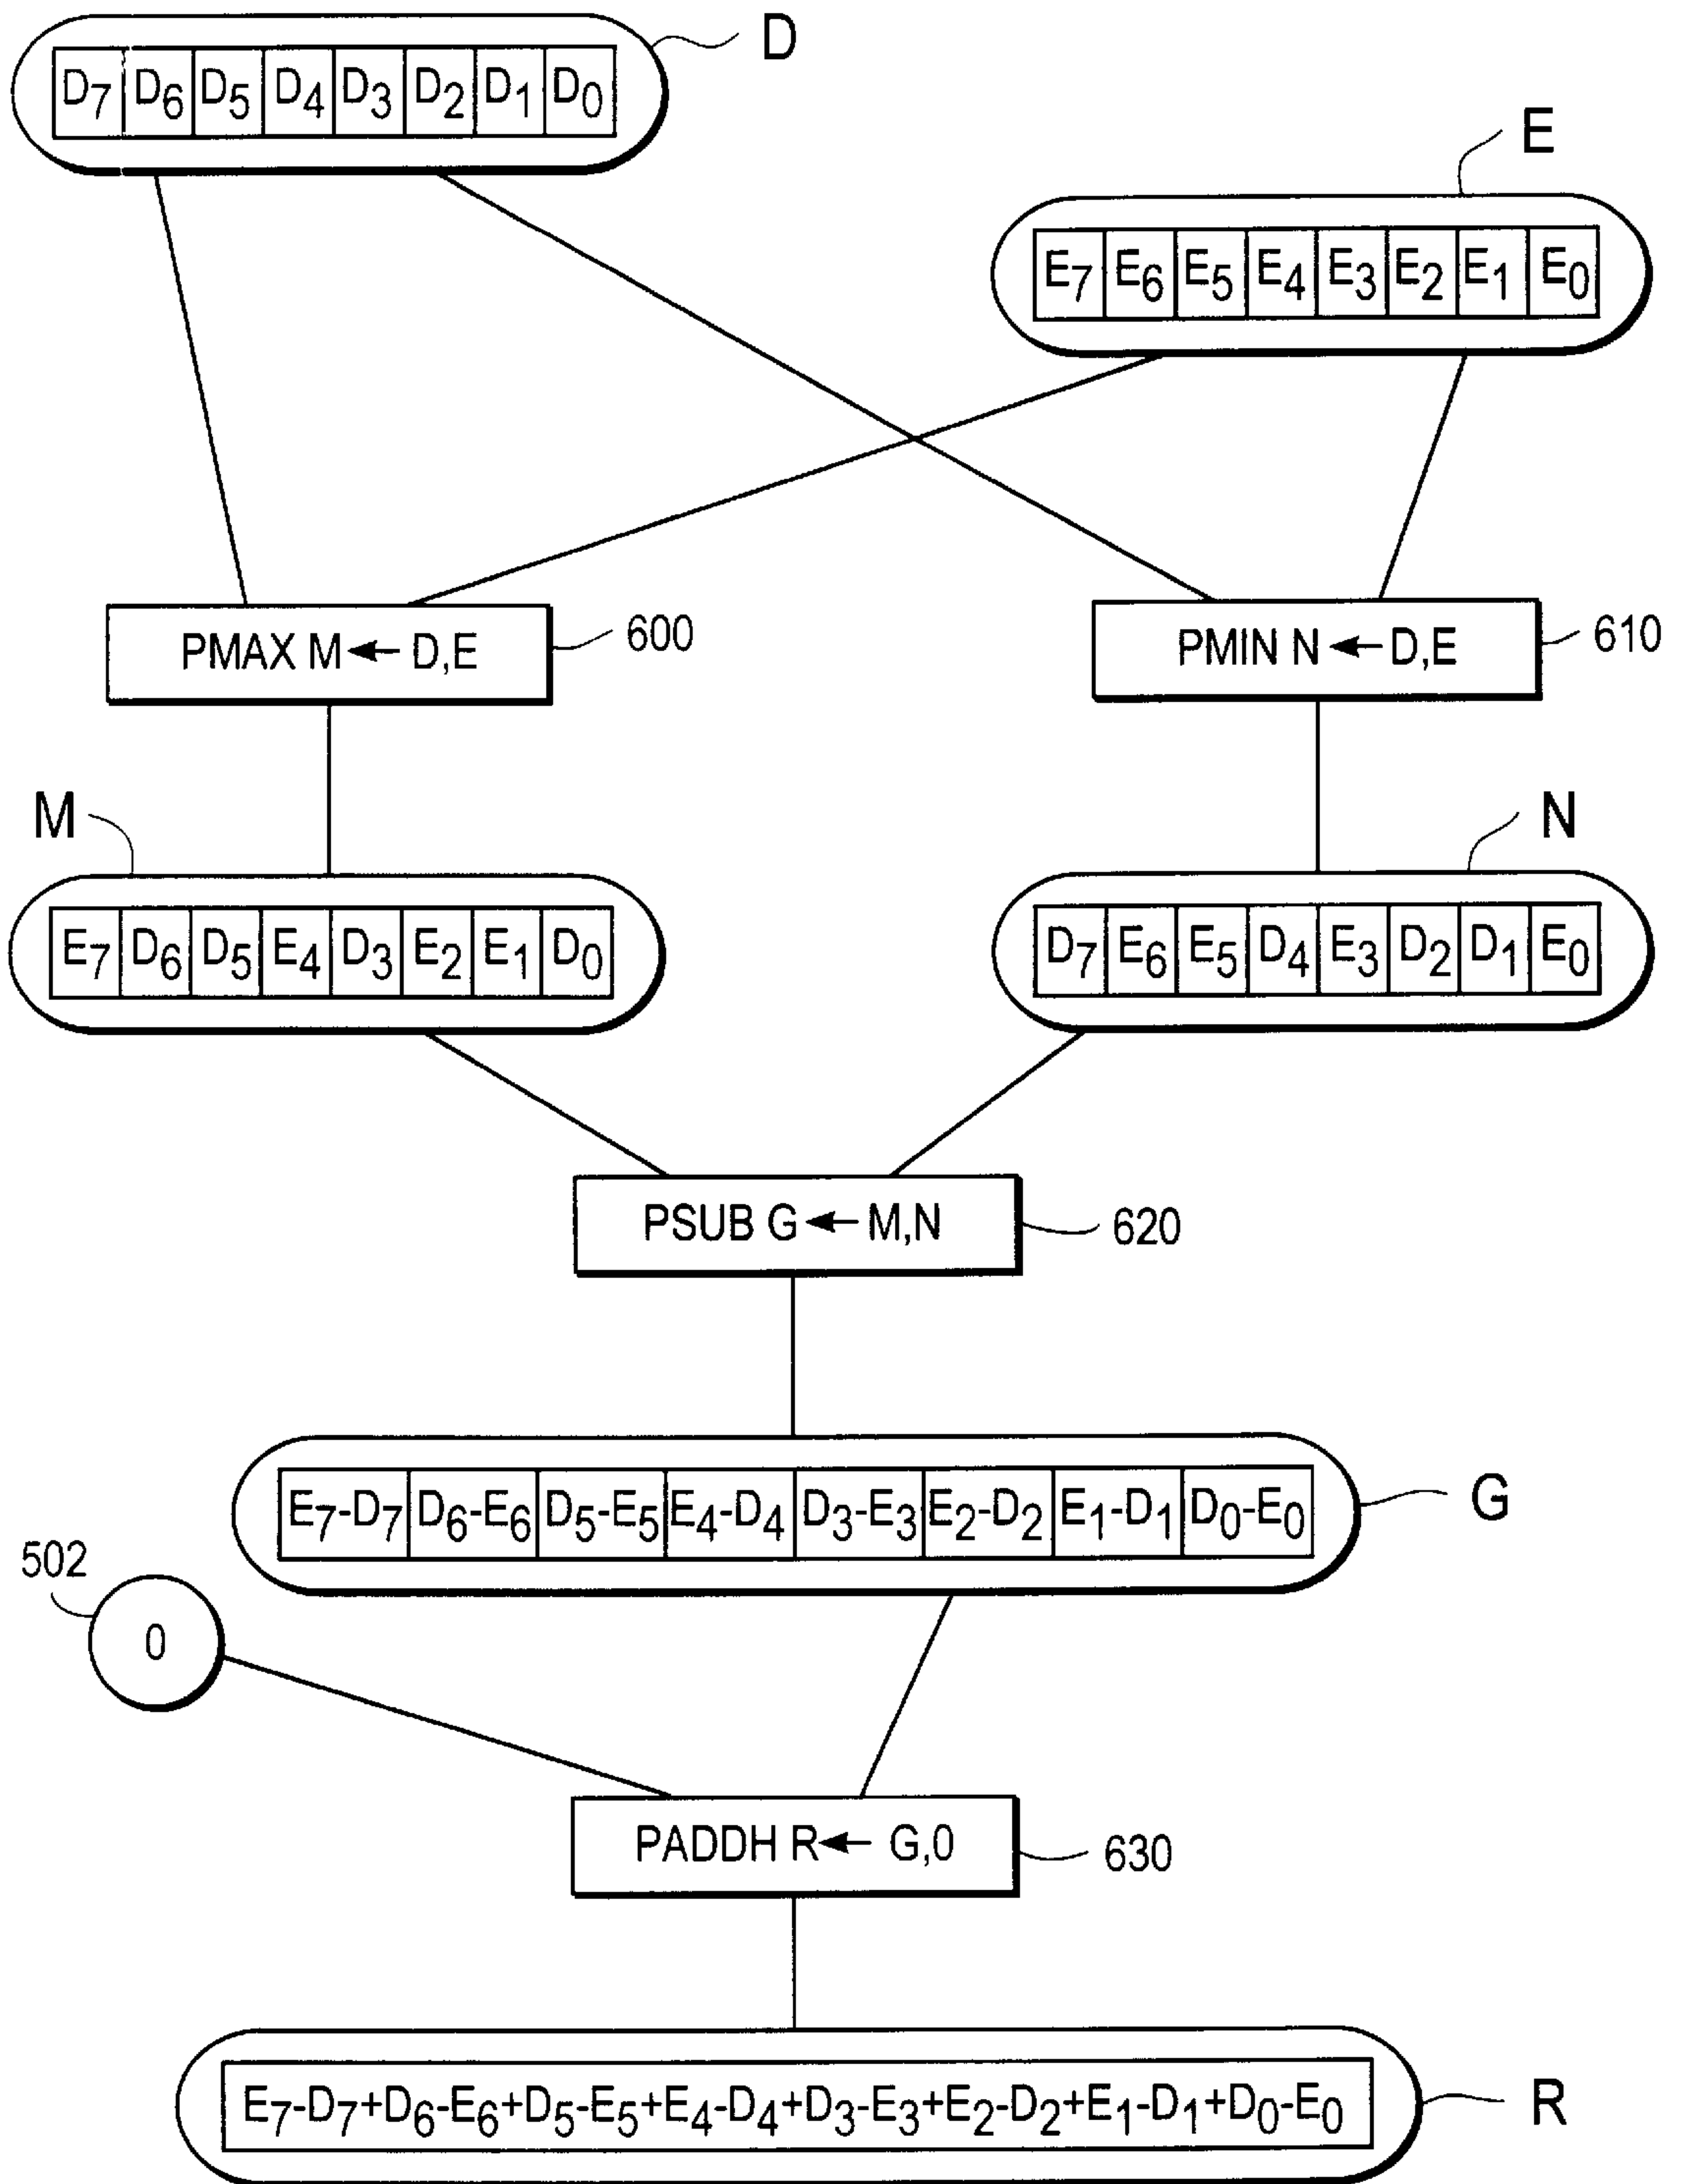 D
D7 D6 D5 D4 D3 D2 D1 D0
E
E7 E6 E5 E4 E3 E2 E1 E0
PMAX M ← D,E
600
PMIN N ← D,E
610
M
N
E7 D6 D5 E4 D3 E2 E1 D0
D7 E6 E5 D4 E3 D2 D1 E0
PSUB G ← M,N
620
E7-D7 D6-E6 D5-E5 E4-D4 D3-E3 E2-D2 E1-D1 D0-E0
G
502
0
PADDH R ← G,0
630
E7-D7+D6-E6+D5-E5+E4-D4+D3-E3+E2-D2+E1-D1+D0-E0
R